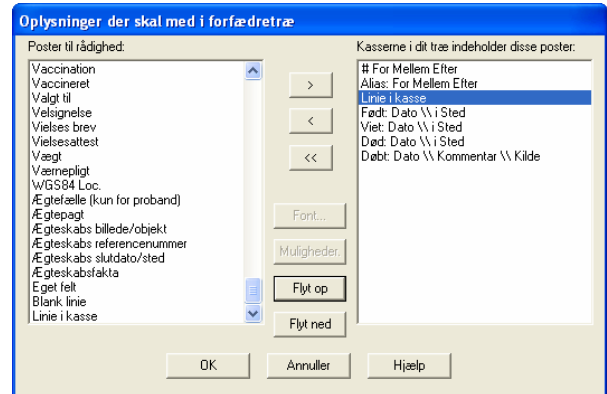 Oplysninger der skal med i forfædretræ
Poster til rådighed:
Vaccination
Vaccineret
Valgt til
Velsignelse
Vielses brev
Vielsesattest
Vægt
Værnepligt
WGS84 Loc.
Ægtefælle (kun for proband)
Ægtepagt
Ægteskabs billede/objekt
Ægteskabs referencenummer
Ægteskabs slutdato/sted
Ægteskabsfakta
Eget felt
Blank linie
Linie i kasse
>
<
<<
Font...
Muligheder.
Flyt op
Flyt ned
Kasserne i dit træ indeholder disse poster:
# For Mellem Efter
Alias: For Mellem Efter
Linie i kasse
Født: Dato \\ i Sted
Viet: Dato \\ i Sted
Død: Dato \\ i Sted
Døbt: Dato \\ Kommentar \\ Kilde
OK
Annuller
Hjælp